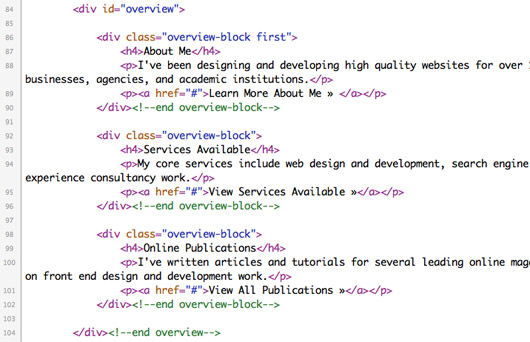 84 <div id="overview">
85
86 <div class="overview-block first">
87 <h4>About Me</h4>
88 <p>I've been designing and developing high quality websites for over
businesses, agencies, and academic institutions.</p>
89 <p><a href="#">Learn More About Me » </a></p>
90 </div><!--end overview-block-->
91
92 <div class="overview-block">
93 <h4>Services Available</h4>
94 <p>My core services include web design and development, search engine
experience consultancy work.</p>
95 <p><a href="#">View Services Available »</a></p>
96 </div><!--end overview-block-->
97
98 <div class="overview-block">
99 <h4>Online Publications</h4>
100 <p>I've written articles and tutorials for several leading online mag
on front end design and development work.</p>
101 <p><a href="#">View All Publications »</a></p>
102 </div><!--end overview-block-->
103
104 </div><!--end overview-->